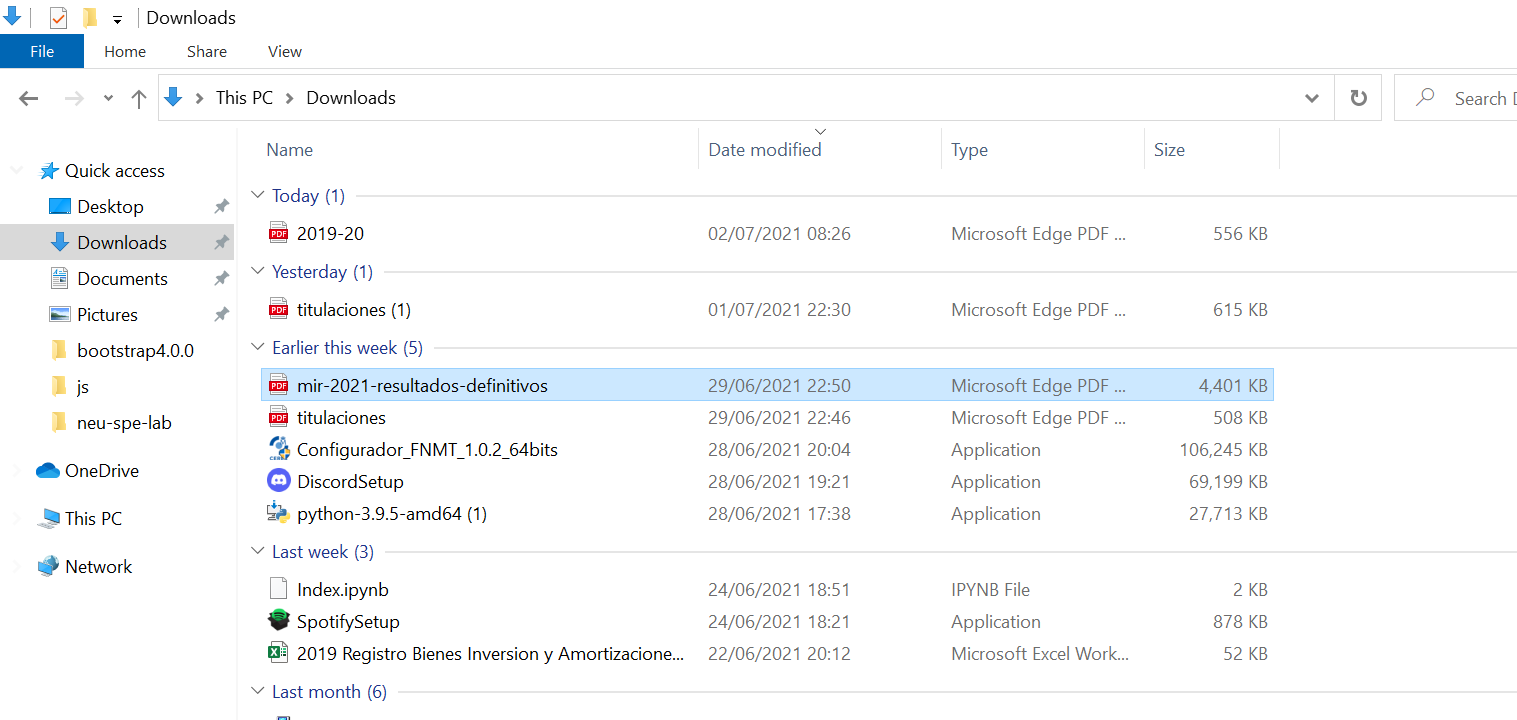 Downloads
File Home Share View
This PC Downloads Search
Name Date modified Type Size
Quick access
Desktop
Downloads
Documents
Pictures
bootstrap4.0.0
js
neu-spe-lab
OneDrive
This PC
Network
Today (1)
2019-20 02/07/2021 08:26 Microsoft Edge PDF ... 556 KB
Yesterday (1)
titulaciones (1) 01/07/2021 22:30 Microsoft Edge PDF ... 615 KB
Earlier this week (5)
mir-2021-resultados-definitivos 29/06/2021 22:50 Microsoft Edge PDF ... 4,401 KB
titulaciones 29/06/2021 22:46 Microsoft Edge PDF ... 508 KB
Configurador_FNMT_1.0.2_64bits 28/06/2021 20:04 Application 106,245 KB
DiscordSetup 28/06/2021 19:21 Application 69,199 KB
python-3.9.5-amd64 (1) 28/06/2021 17:38 Application 27,713 KB
Last week (3)
Index.ipynb 24/06/2021 18:51 IPYNB File 2 KB
SpotifySetup 24/06/2021 18:21 Application 878 KB
2019 Registro Bienes Inversion y Amortizacione... 22/06/2021 20:12 Microsoft Excel Work... 52 KB
Last month (6)